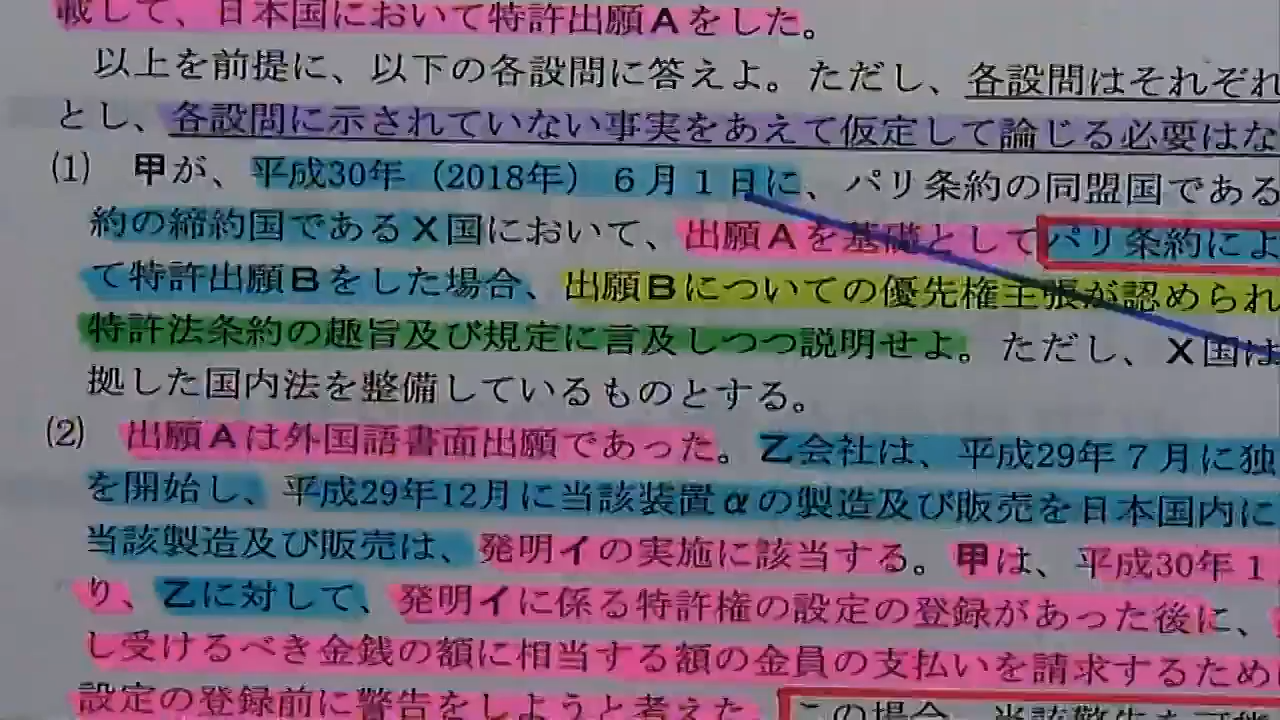 載して、日本国において特許出願Aをした。
以上を前提に、以下の各設問に答えよ。ただし、各設問はそれぞれ
とし、各設問に示されていない事実をあえて仮定して論じる必要はな
(1) 甲が、平成30年（2018年）６月１日に、パリ条約の同盟国である
約の締約国であるX国において、出願Aを基礎としてパリ条約によ
て特許出願Bをした場合、出願Bについての優先権主張が認められ
特許法条約の趣旨及び規定に言及しつつ説明せよ。ただし、X国は
拠した国内法を整備しているものとする。
(2) 出願Aは外国語書面出願であった。乙会社は、平成29年７月に独
を開始し、平成29年12月に当該装置αの製造及び販売を日本国内に
当該製造及び販売は、発明イの実施に該当する。甲は、平成30年１
り、乙に対して、発明イに係る特許権の設定の登録があった後に、
し受けるべき金銭の額に相当する額の金員の支払いを請求するため
設定の登録前に警告をしようと考えた。この場合、当該警告も可能